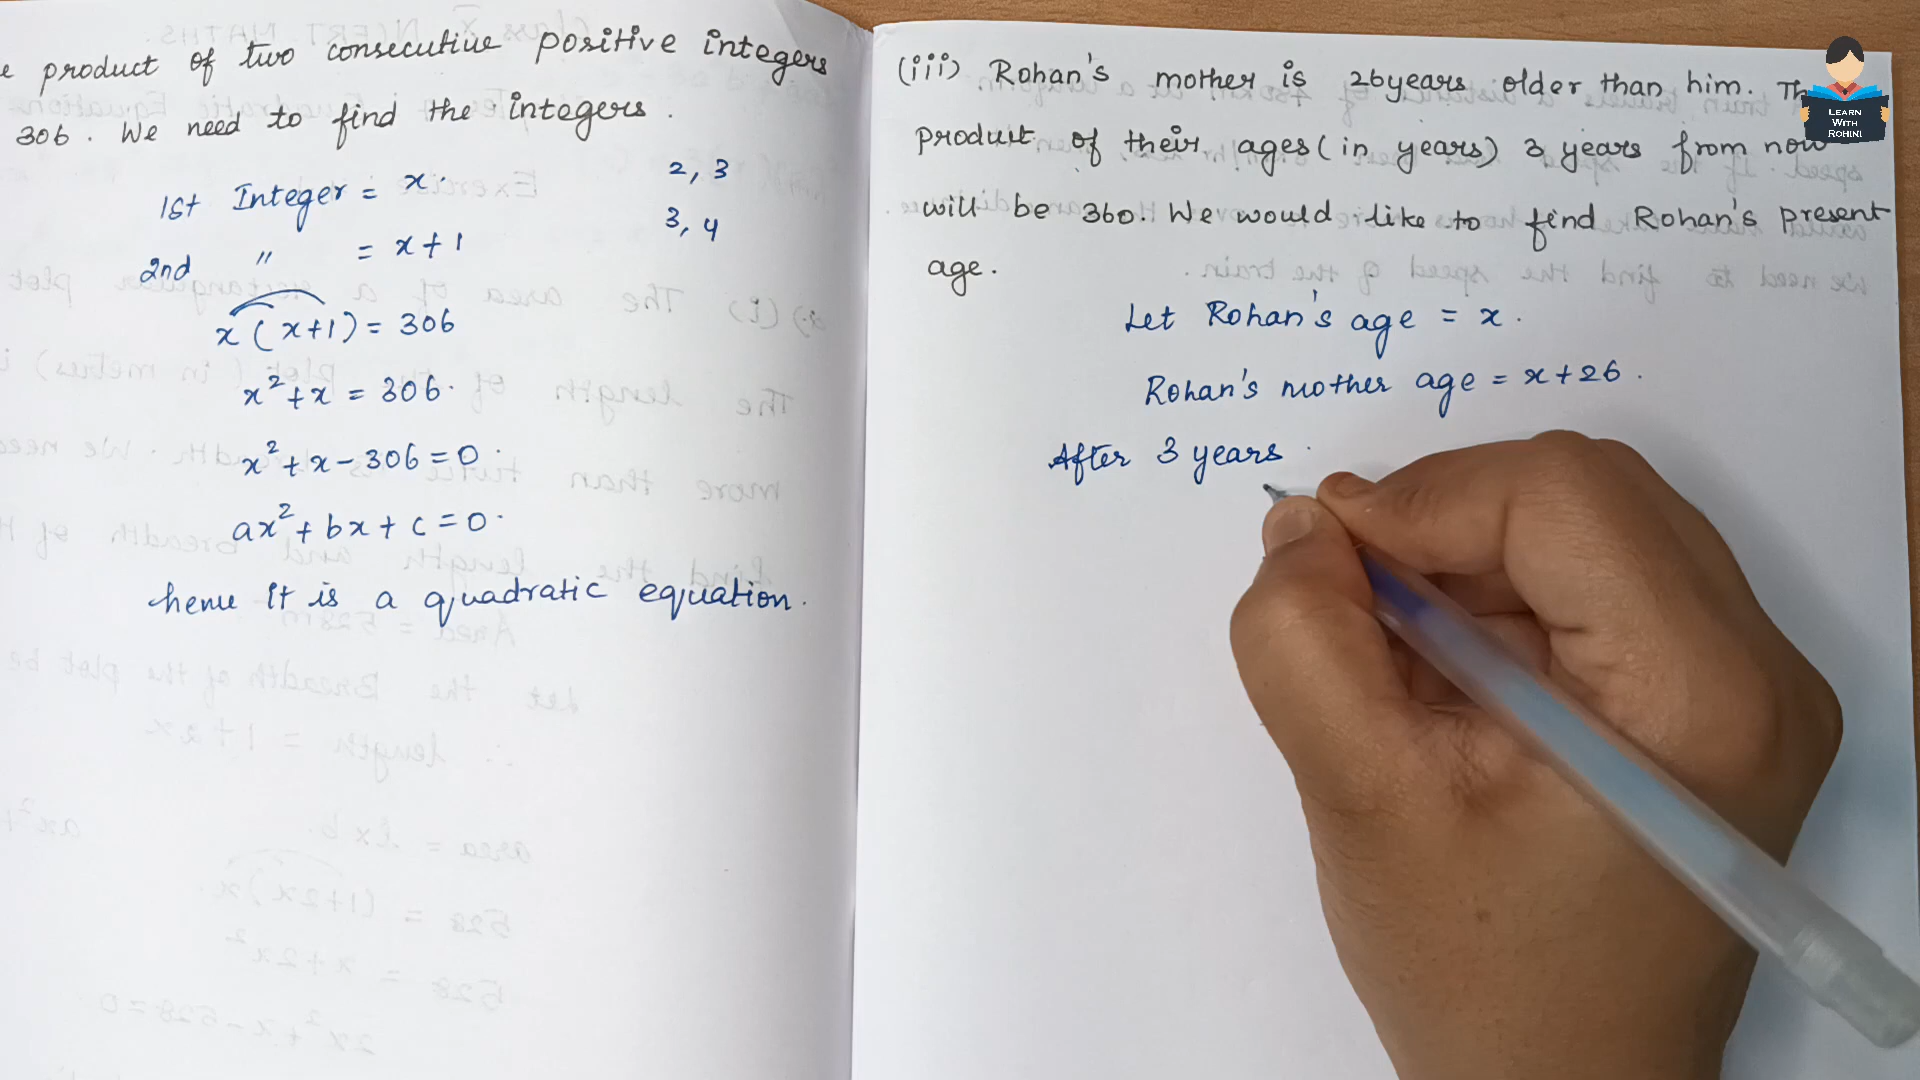 e product of two consecutive positive integers
306. We need to find the integers.
1st Integer = x.
2, 3
2nd " = x+1
3, 4
x(x+1) = 306
x²+x = 306.
x²+x-306=0.
ax²+bx+c=0.
hence It is a quadratic equation.
(iii) Rohan's mother is 26years older than him. Th
product of their ages (in years) 3 years from now
will be 360. We would like to find Rohan's present
age.
Let Rohan's age = x.
Rohan's mother age = x+26.
After 3 years.
LEARN
WITH
ROHINI